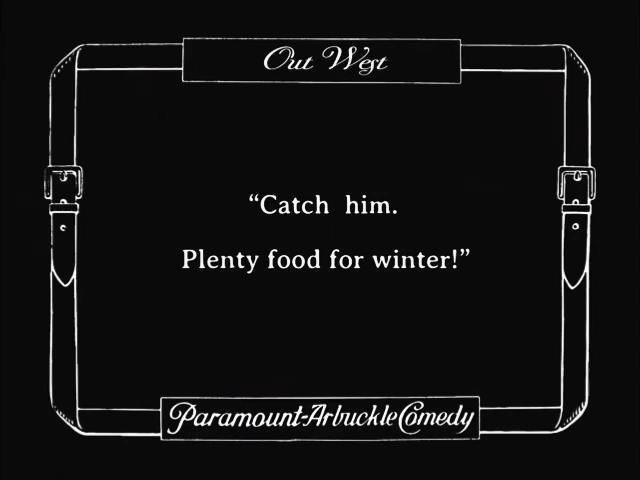 Out West
“Catch him.
Plenty food for winter!”
Paramount-Arbuckle Comedy